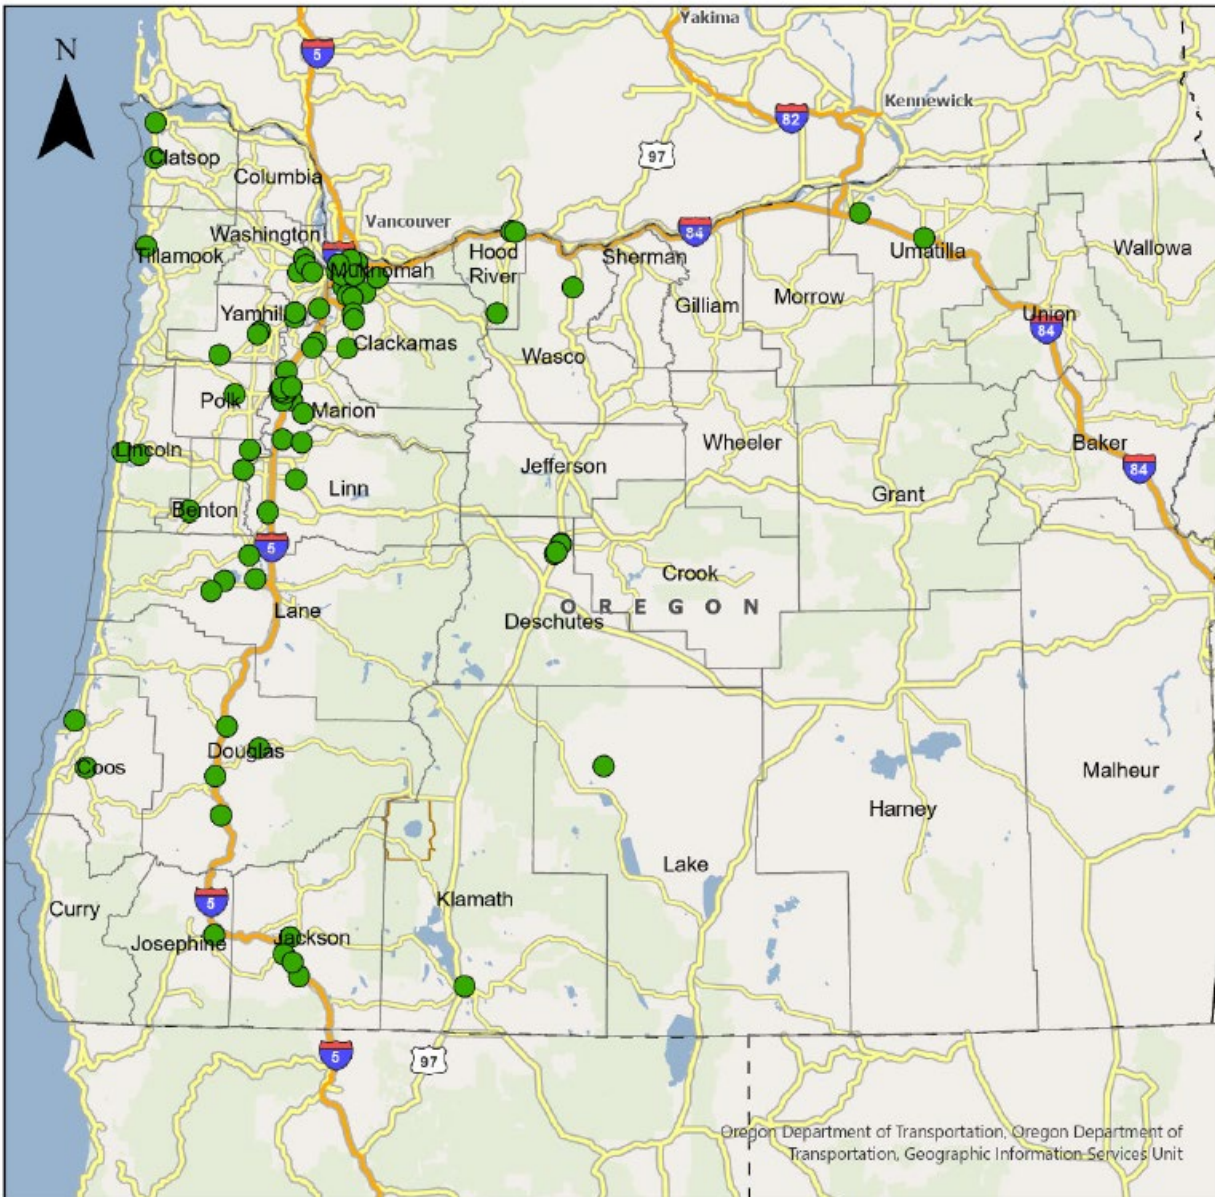 Yakima
N
5
Kennewick
82
97
Clatsop
Columbia
Vancouver
Washington
84
Tillamook
Hood
River
Sherman
Umatilla
Wallowa
Multnomah
Gilliam
Morrow
Yamhill
Union
84
Clackamas
Wasco
Polk
Marion
Lincoln
Wheeler
Baker
Jefferson
84
Linn
Grant
Benton
5
Crook
Lane
OREGON
Deschutes
Douglas
Coos
Malheur
Harney
Lake
5
Klamath
Curry
Josephine
Jackson
5
97
Oregon Department of Transportation, Oregon Department of
Transportation, Geographic Information Services Unit